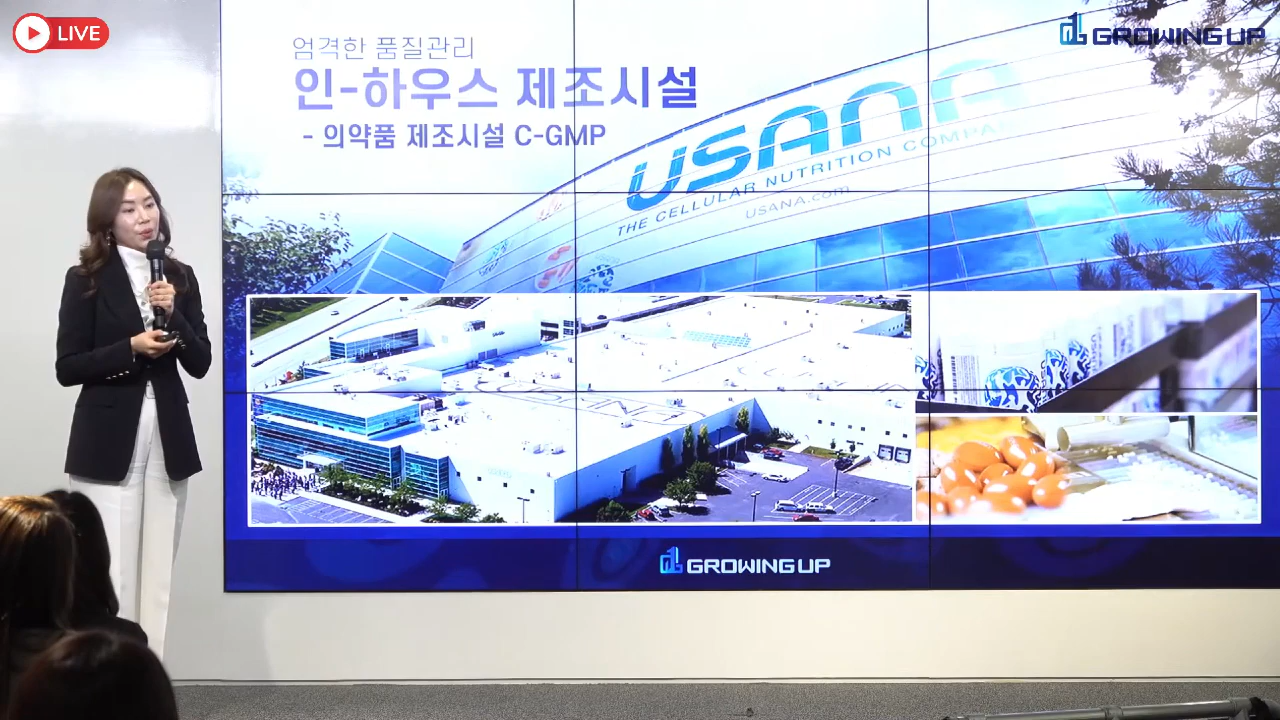 LIVE
GROWING UP
엄격한 품질관리
인-하우스 제조시설
- 의약품 제조시설 C-GMP
USANA
THE CELLULAR NUTRITION COMPANY
USANA.com
GROWING UP